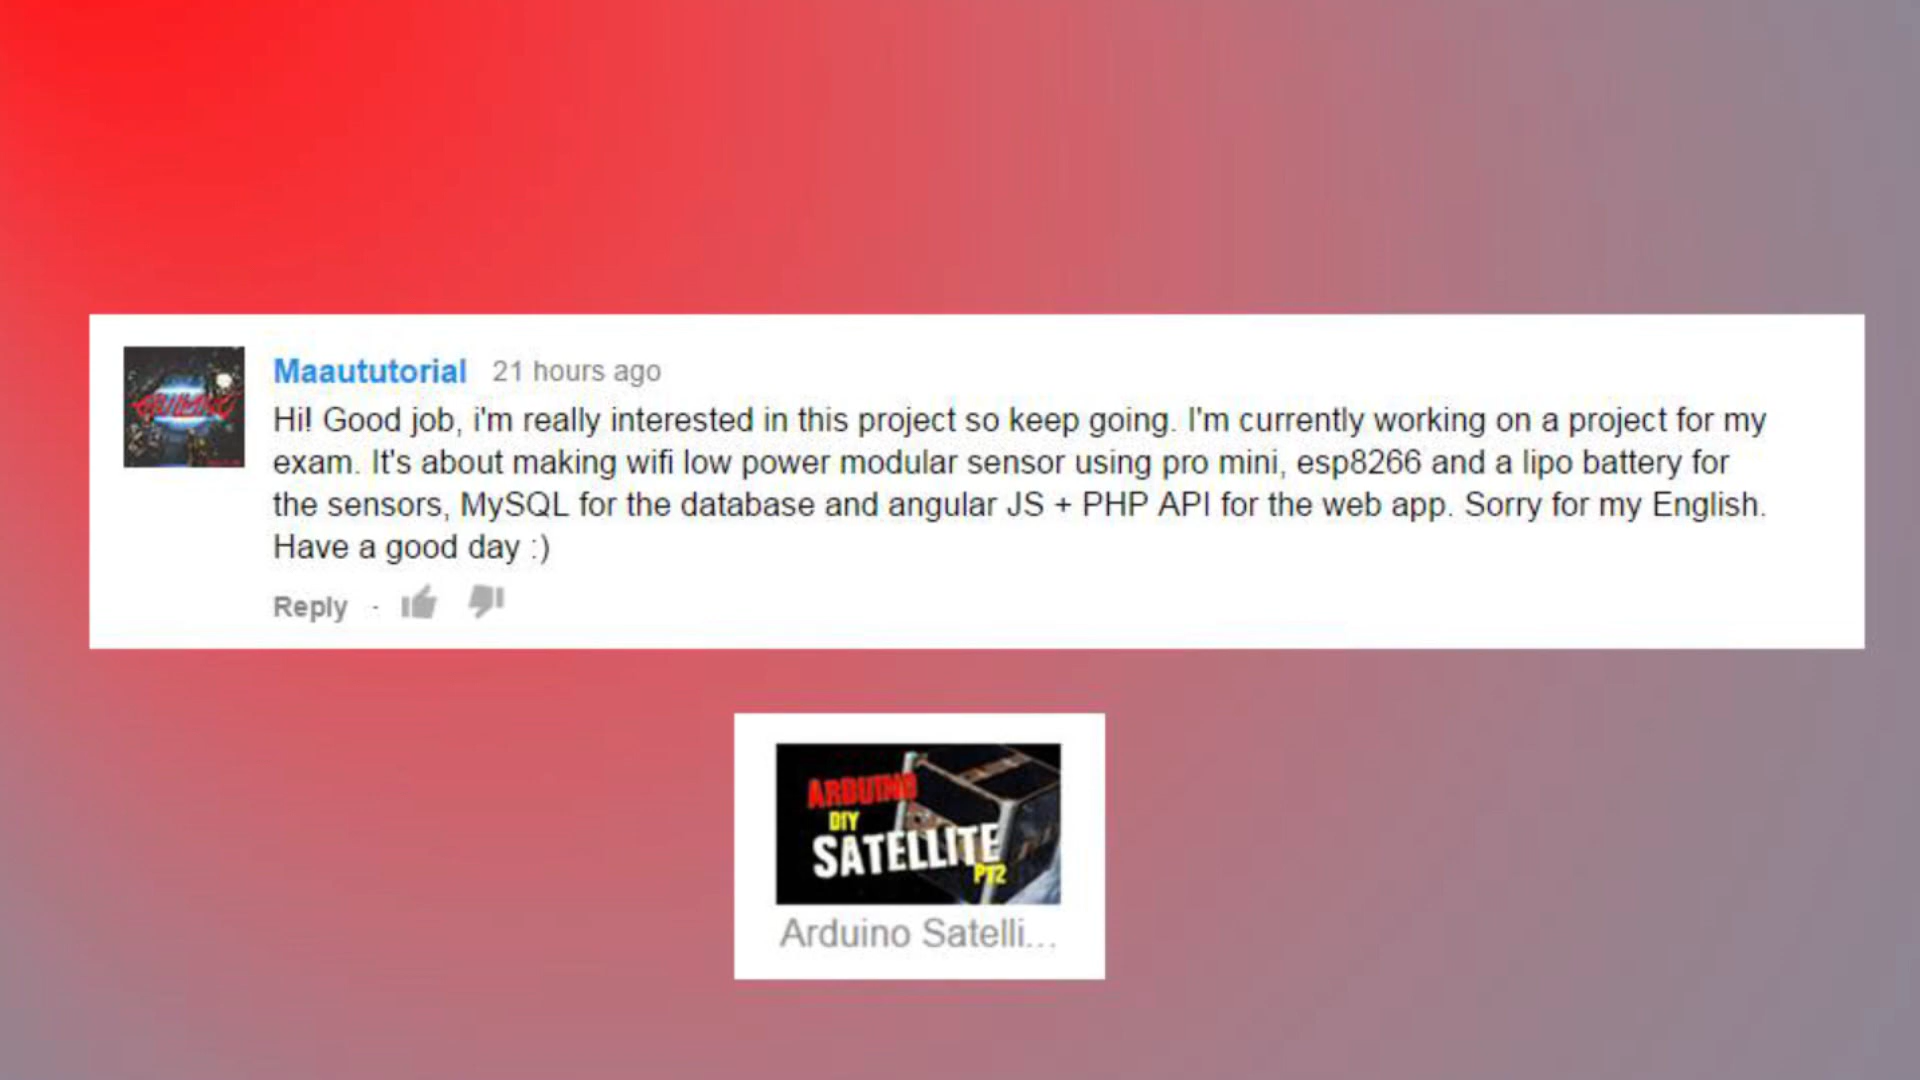 Maaututorial 21 hours ago
Hi! Good job, i'm really interested in this project so keep going. I'm currently working on a project for my
exam. It's about making wifi low power modular sensor using pro mini, esp8266 and a lipo battery for
the sensors, MySQL for the database and angular JS + PHP API for the web app. Sorry for my English.
Have a good day :)
Reply ·
ARDUINO
DIY
SATELLITE
PT2
Arduino Satelli...